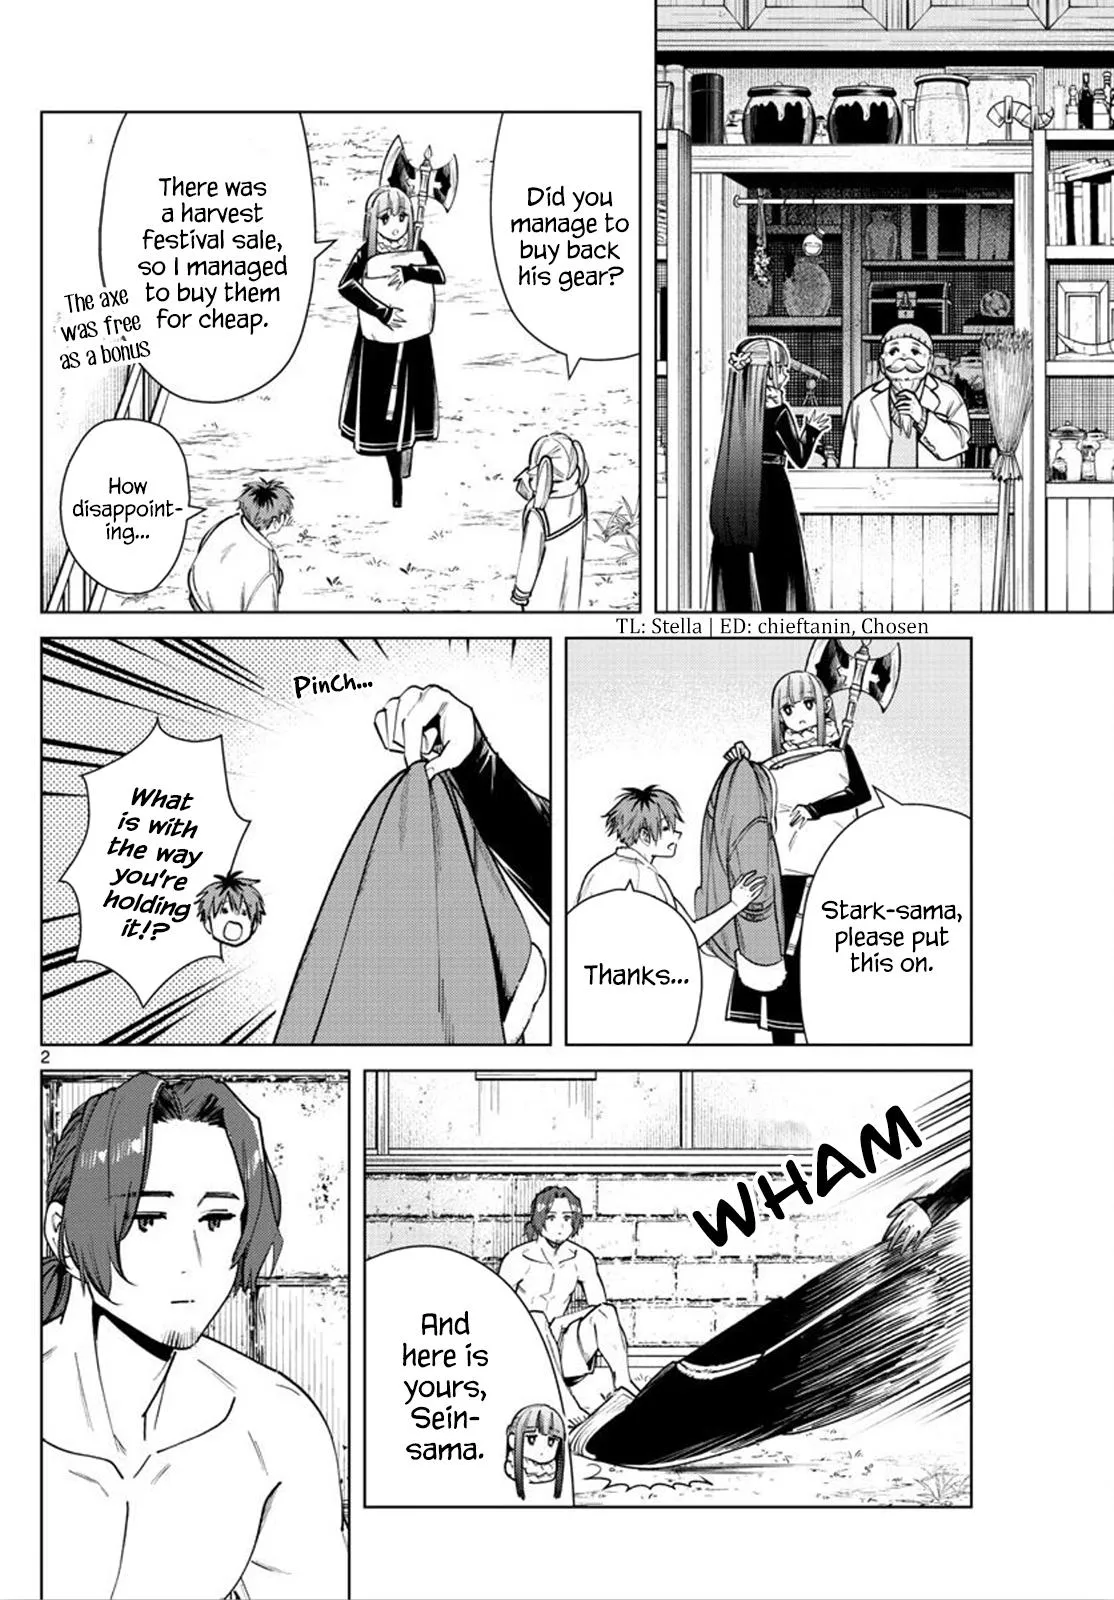 Did you
manage to
buy back
his gear?
There was
a harvest
festival sale,
so I managed
to buy them
for cheap.
The axe
was free
as a bonus
How
disappoint-
ing...
TL: Stella | ED: chieftanin, Chosen
Stark-sama,
please put
this on.
Thanks...
Pinch...
What
is with
the way
you're
holding
it!?
2
WHAM
And
here is
yours,
Sein-
sama.